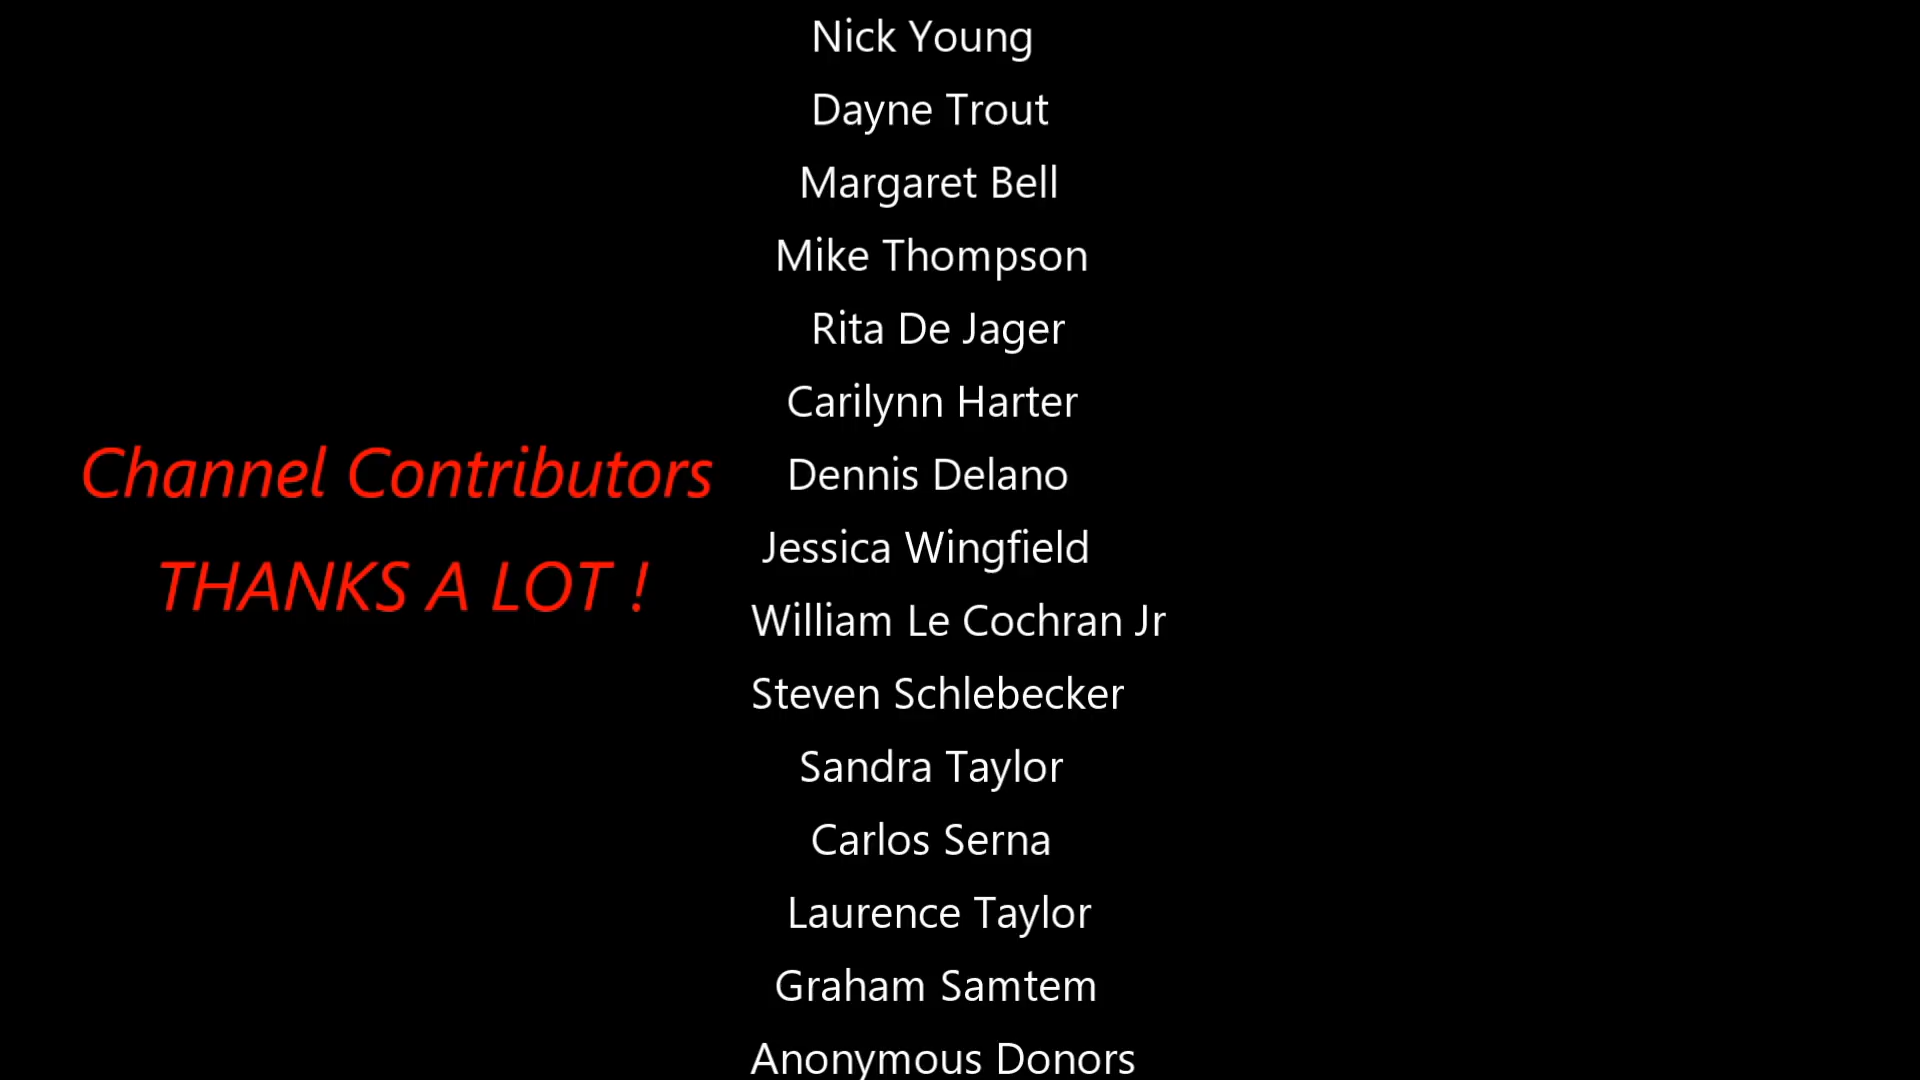 Channel Contributors
THANKS A LOT !
Nick Young
Dayne Trout
Margaret Bell
Mike Thompson
Rita De Jager
Carilynn Harter
Dennis Delano
Jessica Wingfield
William Le Cochran Jr
Steven Schlebecker
Sandra Taylor
Carlos Serna
Laurence Taylor
Graham Samtem
Anonymous Donors